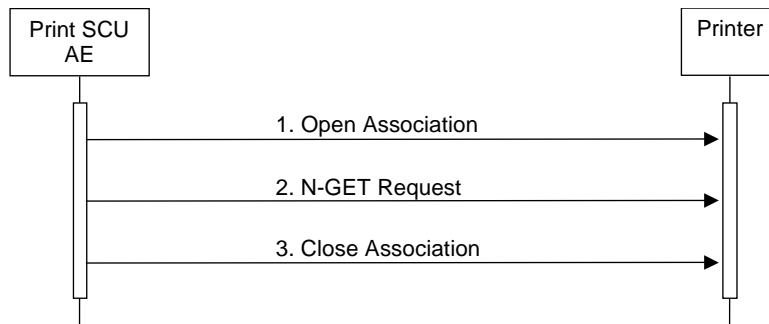 Print SCU
AE
Printer
1. Open Association
2. N-GET Request
3. Close Association